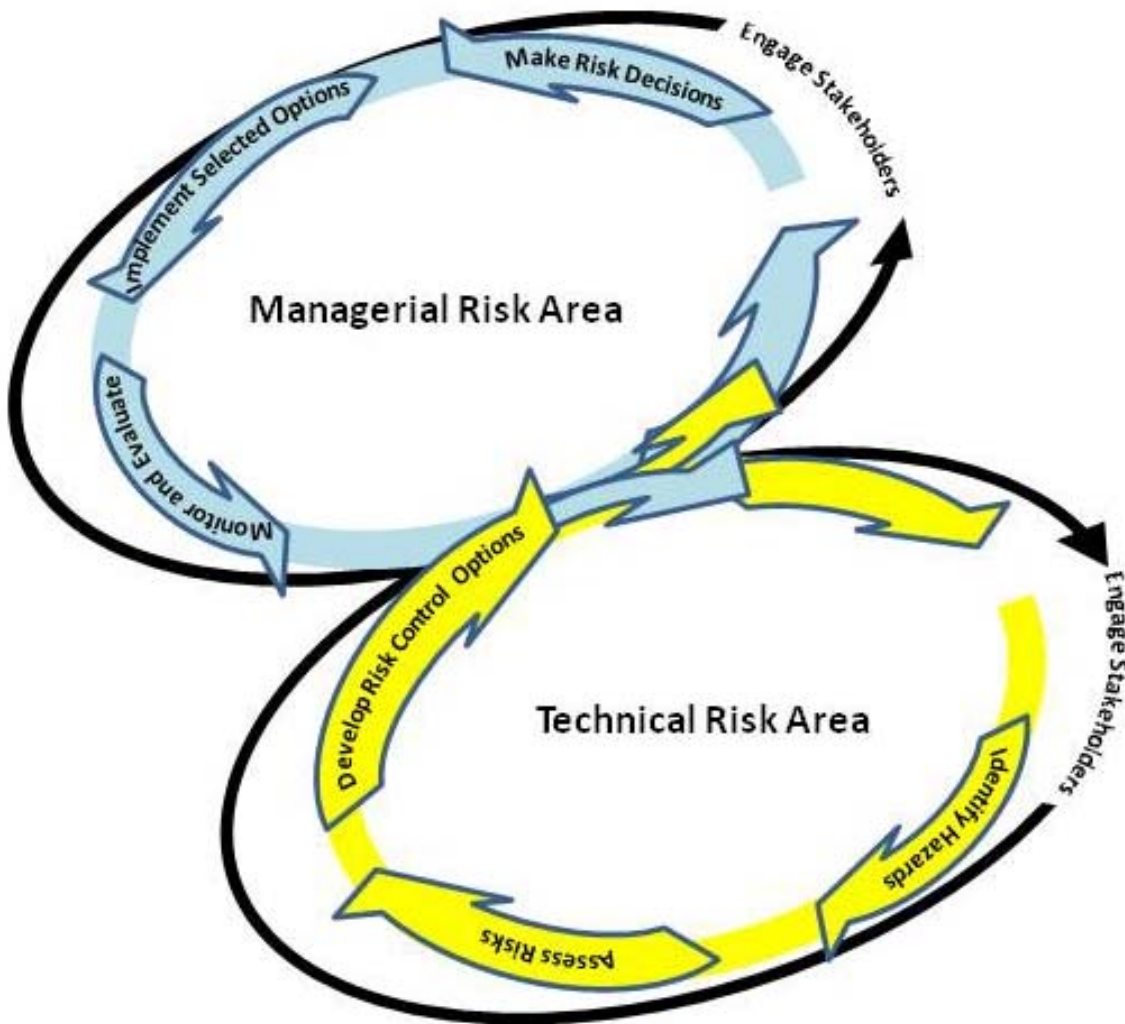 Engage Stakeholders
Make Risk Decisions
Implement Selected Options
Managerial Risk Area
Monitor and Evaluate
Develop Risk Control Options
Engage Stakeholders
Technical Risk Area
Identify Hazards
Assess Risks